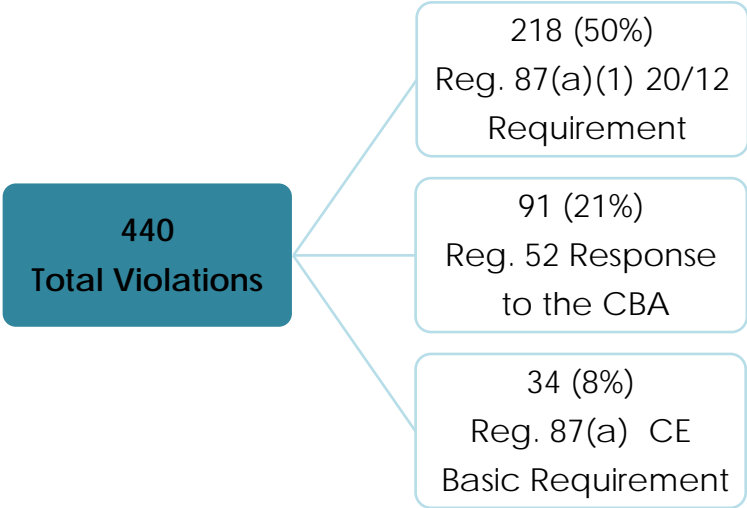 440
Total Violations
218 (50%)
Reg. 87(a)(1) 20/12
Requirement
91 (21%)
Reg. 52 Response
to the CBA
34 (8%)
Reg. 87(a)  CE
Basic Requirement